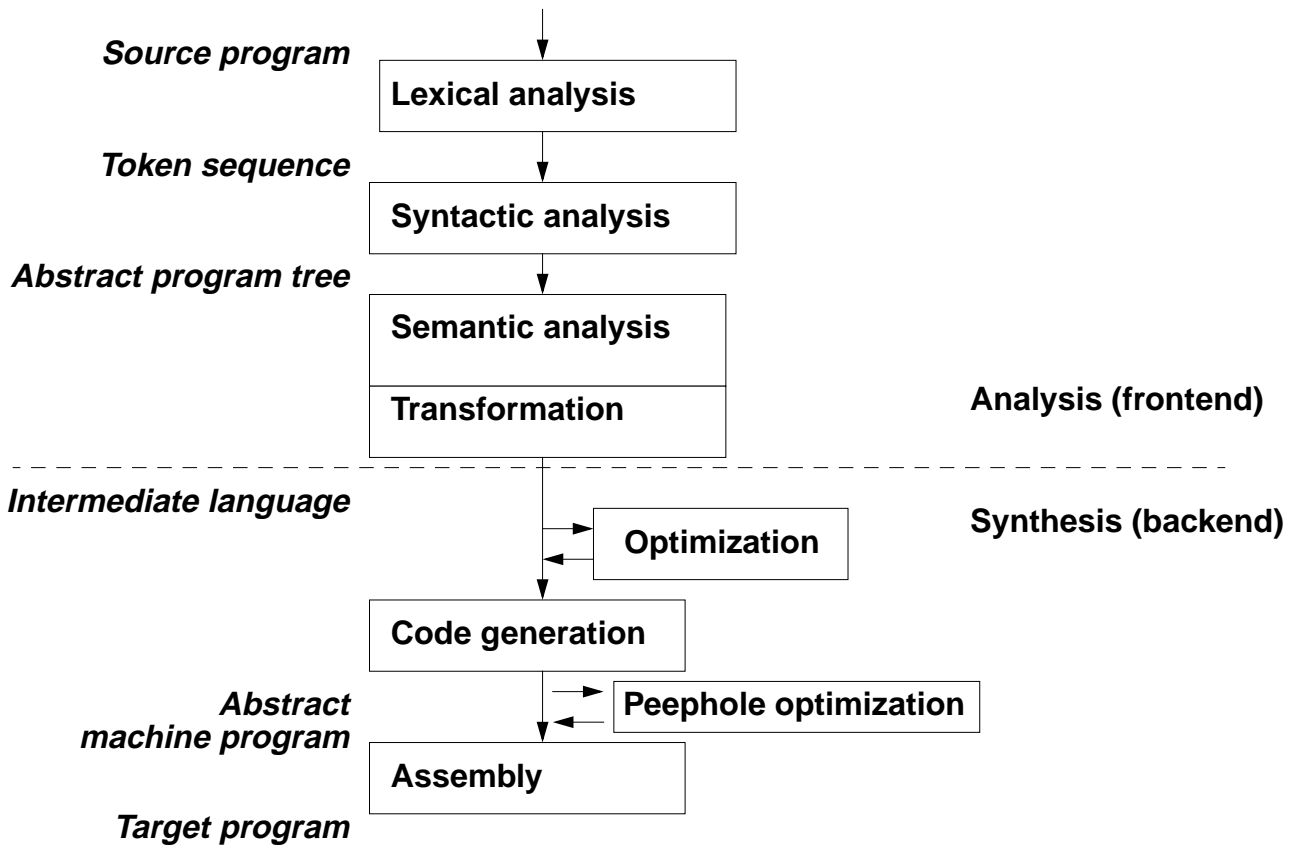 Source program
Lexical analysis
Token sequence
Syntactic analysis
Abstract program tree
Semantic analysis
Transformation
Analysis (frontend)
Intermediate language
Synthesis (backend)
Optimization
Code generation
Abstract
machine program
Peephole optimization
Assembly
Target program